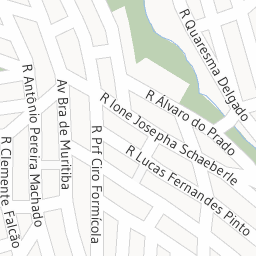 R Quaresma Delgado
R Álvaro do Prado
R Ione Josepha Schaeberle
R Lucas Fernandes Pinto
R Prf Ciro Formícola
Av Bra de Muritiba
R Antônio Pereira Machado
R Clemente Falcão